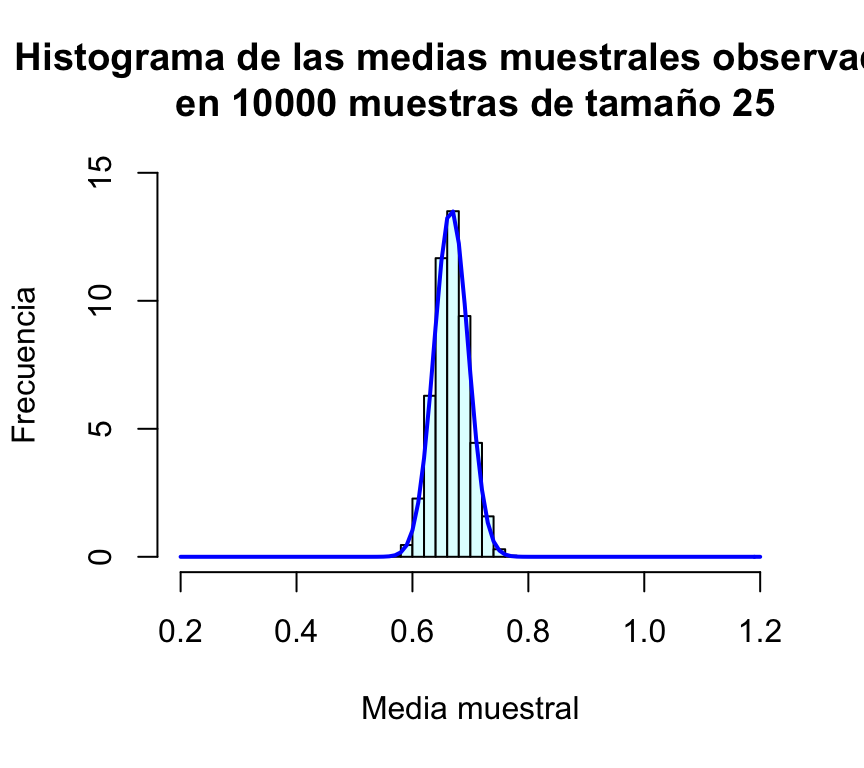 Histograma de las medias muestrales observa
en 10000 muestras de tamaño 25
15
10
5
0
Frecuencia
0.2 0.4 0.6 0.8 1.0 1.2
Media muestral